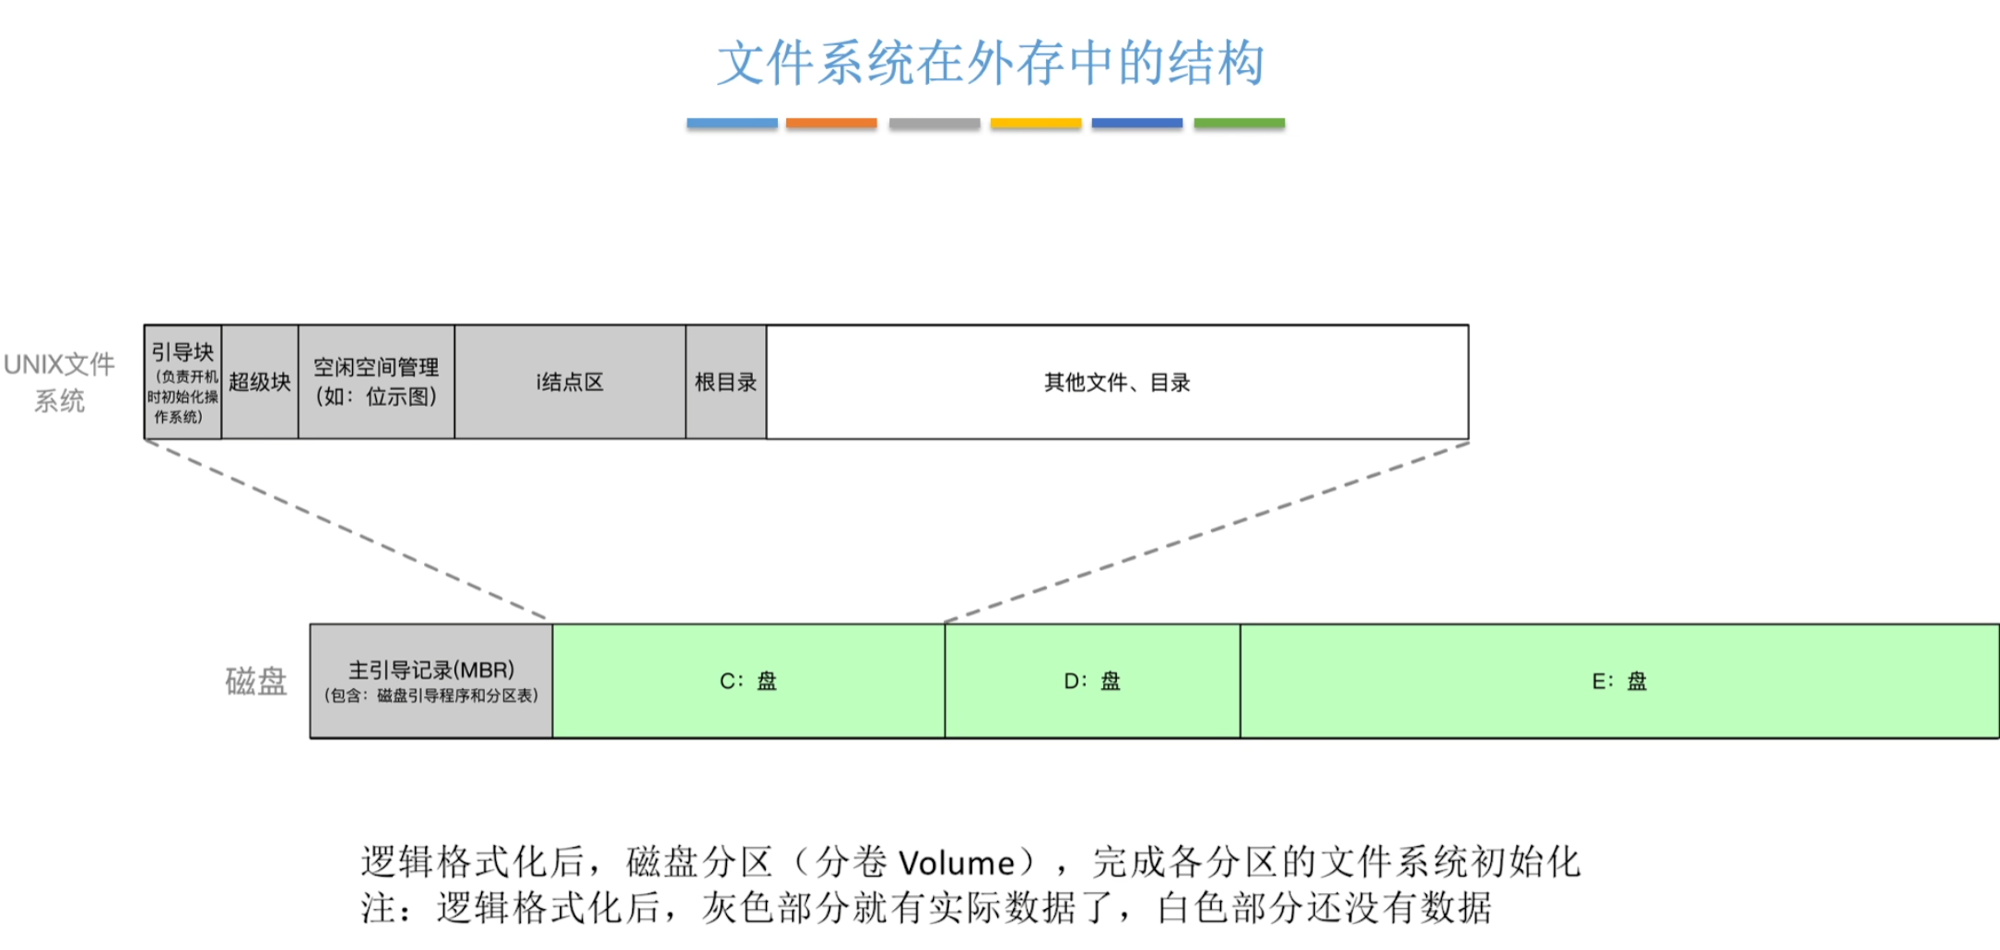 文件系统在外存中的结构
UNIX文件
系统
引导块
（负责开机
时初始化操
作系统）
超级块
空闲空间管理
(如：位示图)
i结点区
根目录
其他文件、目录
磁盘
主引导记录(MBR)
（包含：磁盘引导程序和分区表）
C：盘
D：盘
E：盘
逻辑格式化后，磁盘分区（分卷 Volume），完成各分区的文件系统初始化
注：逻辑格式化后，灰色部分就有实际数据了，白色部分还没有数据